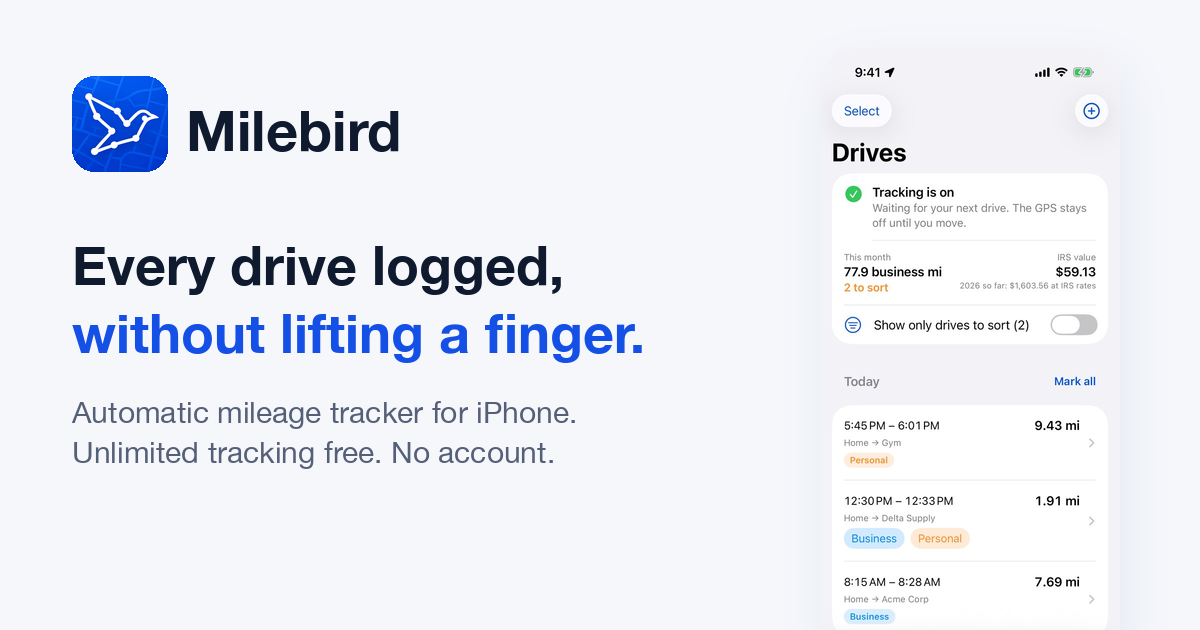 Milebird
Every drive logged,
without lifting a finger.
Automatic mileage tracker for iPhone.
Unlimited tracking free. No account.
9:41
Select
Drives
Tracking is on
Waiting for your next drive. The GPS stays
off until you move.
This month IRS value
77.9 business mi $59.13
2 to sort 2026 so far: $1,603.56 at IRS rates
Show only drives to sort (2)
Today Mark all
5:45 PM – 6:01 PM 9.43 mi
Home → Gym
Personal
12:30 PM – 12:33 PM 1.91 mi
Home → Delta Supply
Business Personal
8:15 AM – 8:28 AM 7.69 mi
Home → Acme Corp
Business